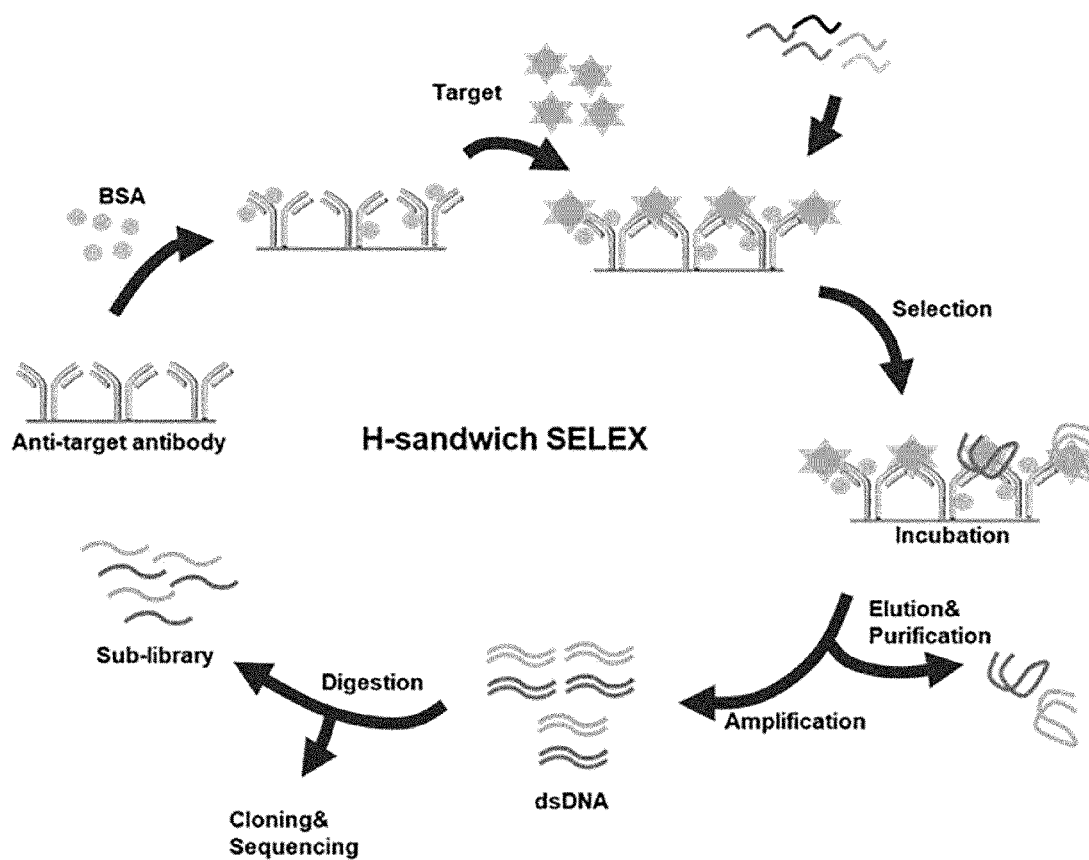 Target
BSA
Selection
Anti-target antibody
H-sandwich SELEX
Incubation
Elution&
Purification
Sub-library
Digestion
Amplification
dsDNA
Cloning&
Sequencing